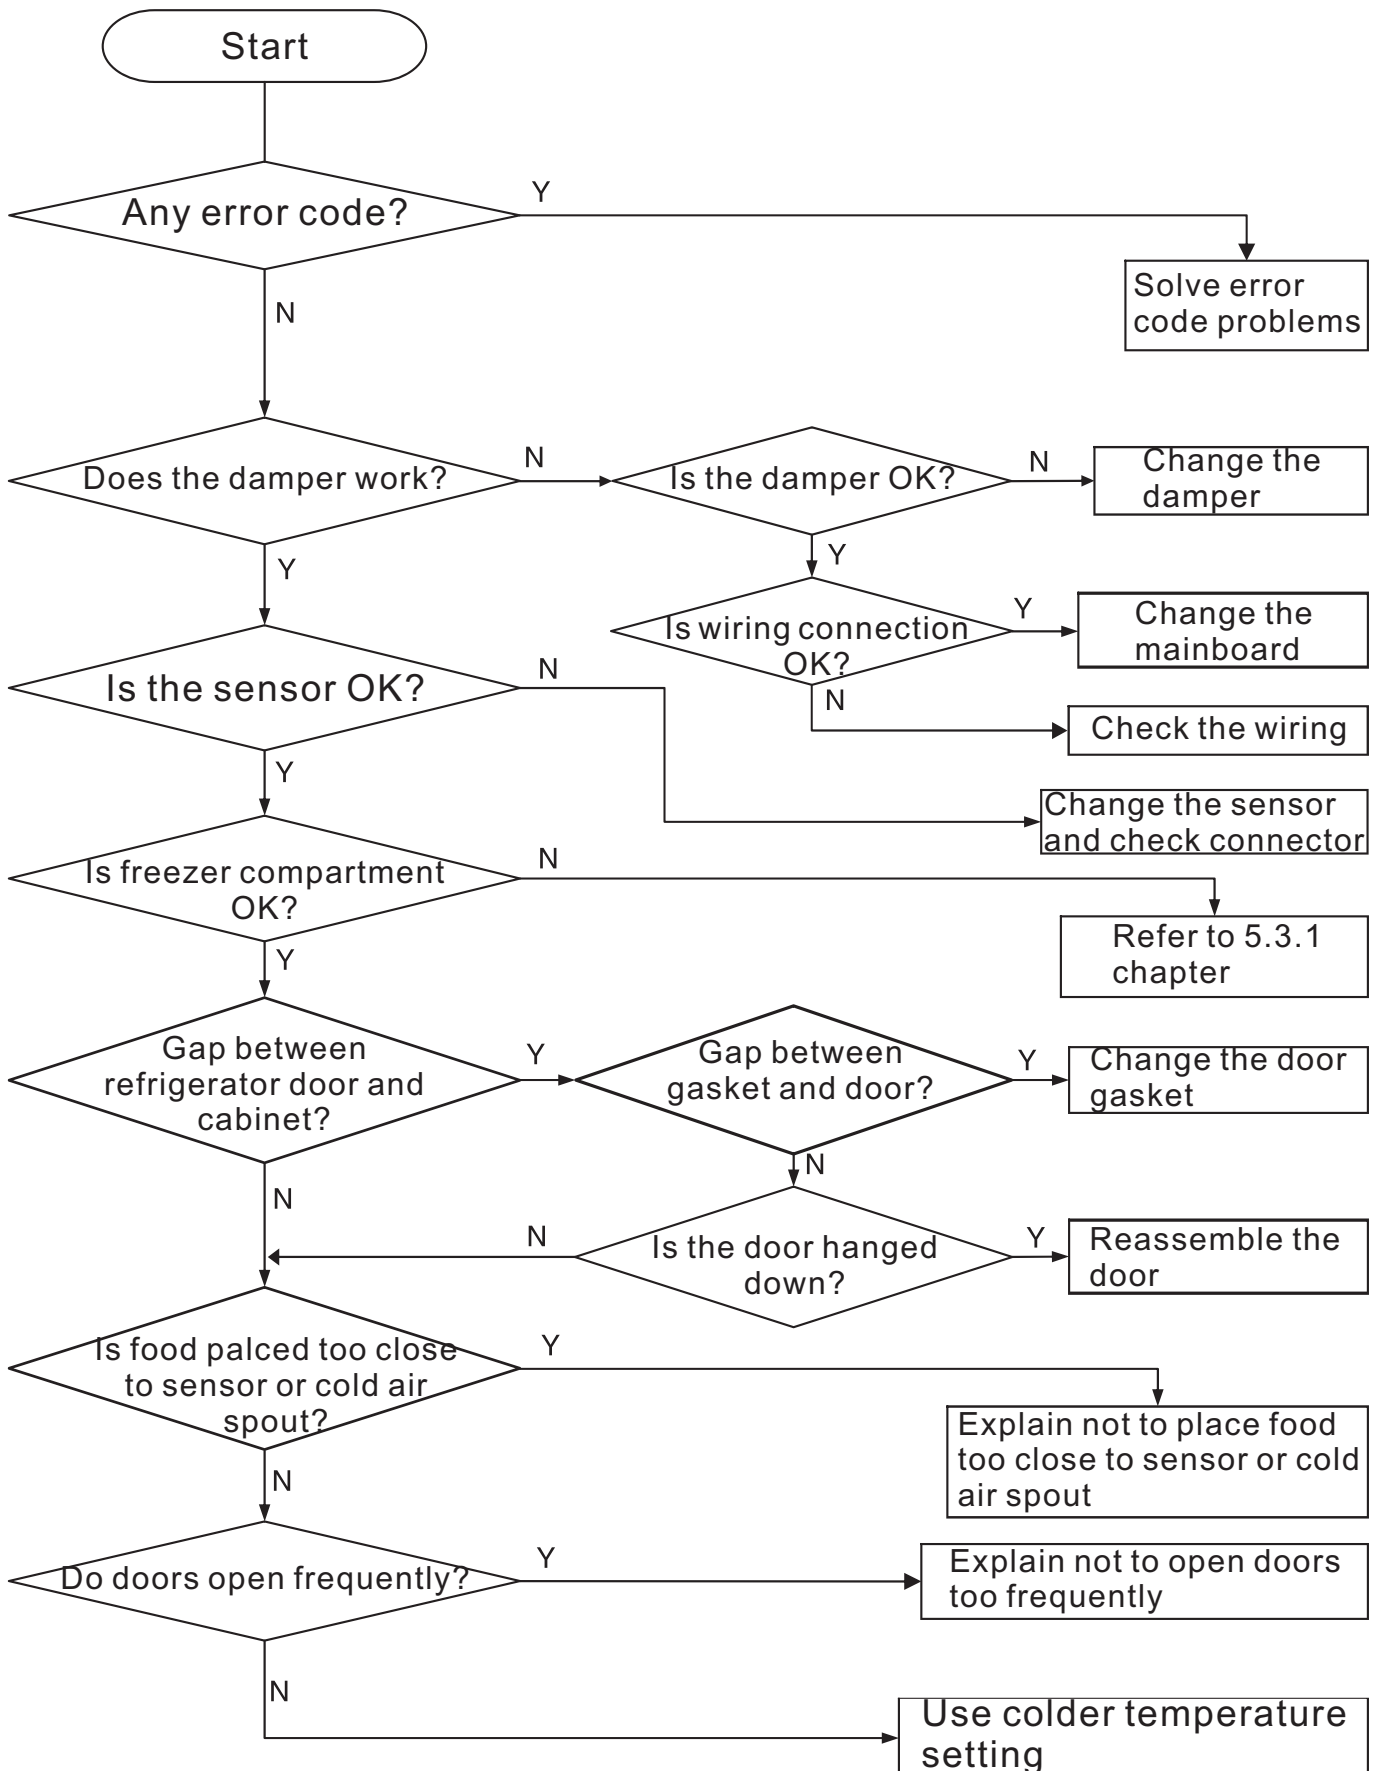 Start
Any error code?
Y
Solve error
code problems
N
Does the damper work?
N
Is the damper OK?
N
Change the
damper
Y
Y
Is wiring connection
OK?
Y
Change the
mainboard
N
Check the wiring
Is the sensor OK?
N
Change the sensor
and check connector
Y
Is freezer compartment
OK?
N
Refer to 5.3.1
chapter
Y
Gap between
refrigerator door and
cabinet?
Y
Gap between
gasket and door?
Y
Change the door
gasket
N
N
Is the door hanged
down?
N
Y
Reassemble the
door
Is food palced too close
to sensor or cold air
spout?
Y
Explain not to place food
too close to sensor or cold
air spout
N
Do doors open frequently?
Y
Explain not to open doors
too frequently
N
Use colder temperature
setting